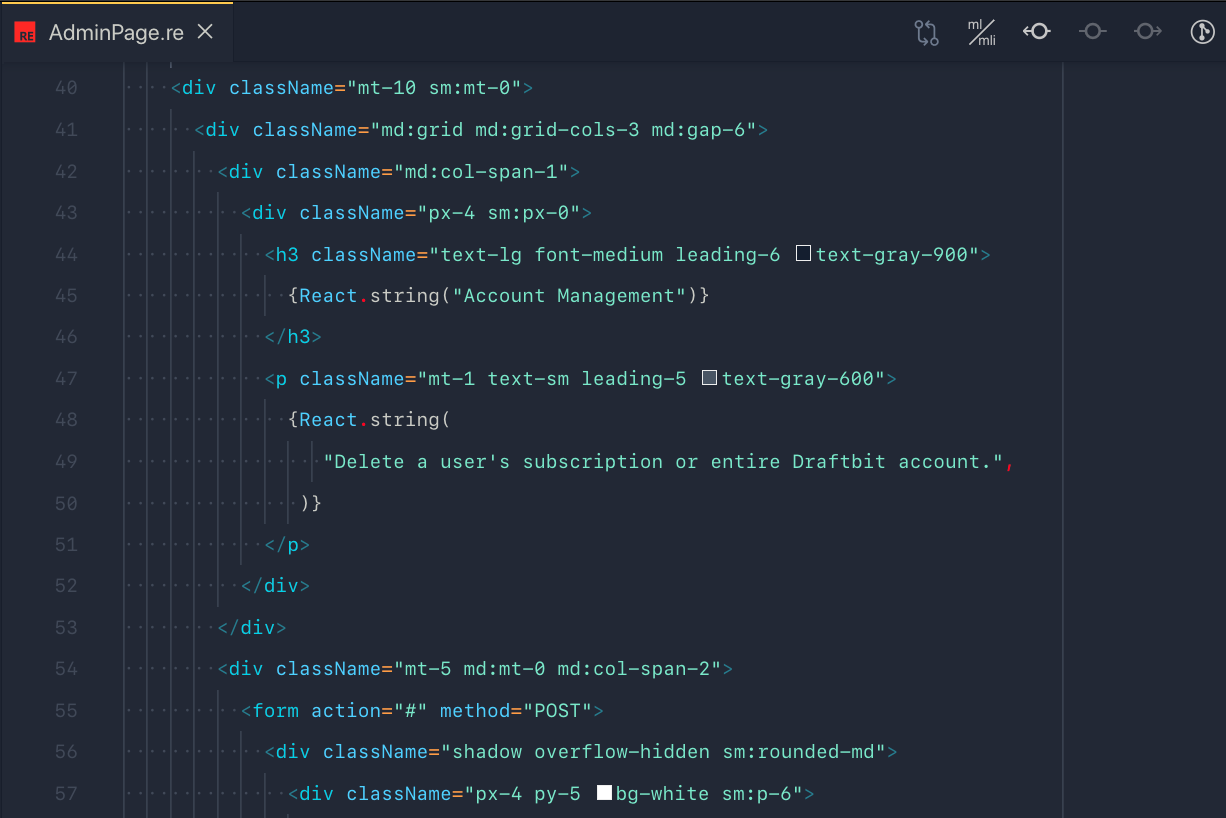 RE AdminPage.re
ml/mli
40 <div className="mt-10 sm:mt-0">
41 <div className="md:grid md:grid-cols-3 md:gap-6">
42 <div className="md:col-span-1">
43 <div className="px-4 sm:px-0">
44 <h3 className="text-lg font-medium leading-6 text-gray-900">
45 {React.string("Account Management")}
46 </h3>
47 <p className="mt-1 text-sm leading-5 text-gray-600">
48 {React.string(
49 "Delete a user's subscription or entire Draftbit account.",
50 )}
51 </p>
52 </div>
53 </div>
54 <div className="mt-5 md:mt-0 md:col-span-2">
55 <form action="#" method="POST">
56 <div className="shadow overflow-hidden sm:rounded-md">
57 <div className="px-4 py-5 bg-white sm:p-6">